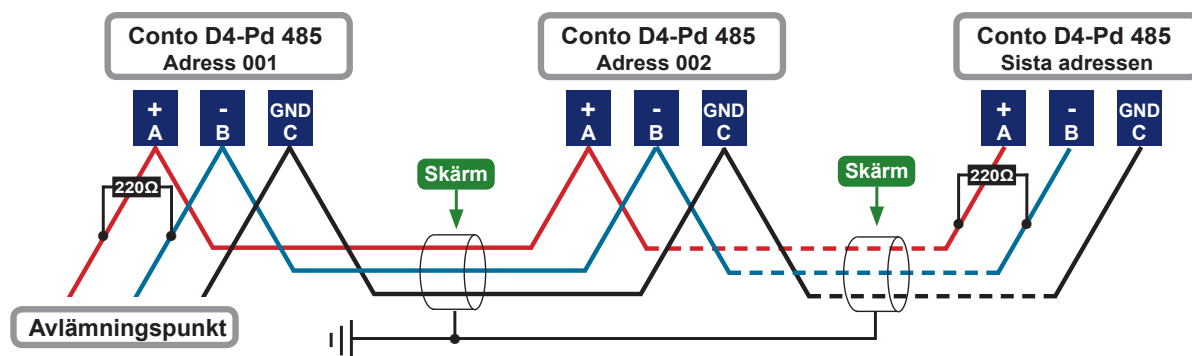 Conto D4-Pd 485
Adress 001
Conto D4-Pd 485
Adress 002
Conto D4-Pd 485
Sista adressen
+
A
-
B
GND
C
+
A
-
B
GND
C
+
A
-
B
GND
C
220Ω
Skärm
Skärm
220Ω
Avlämningspunkt